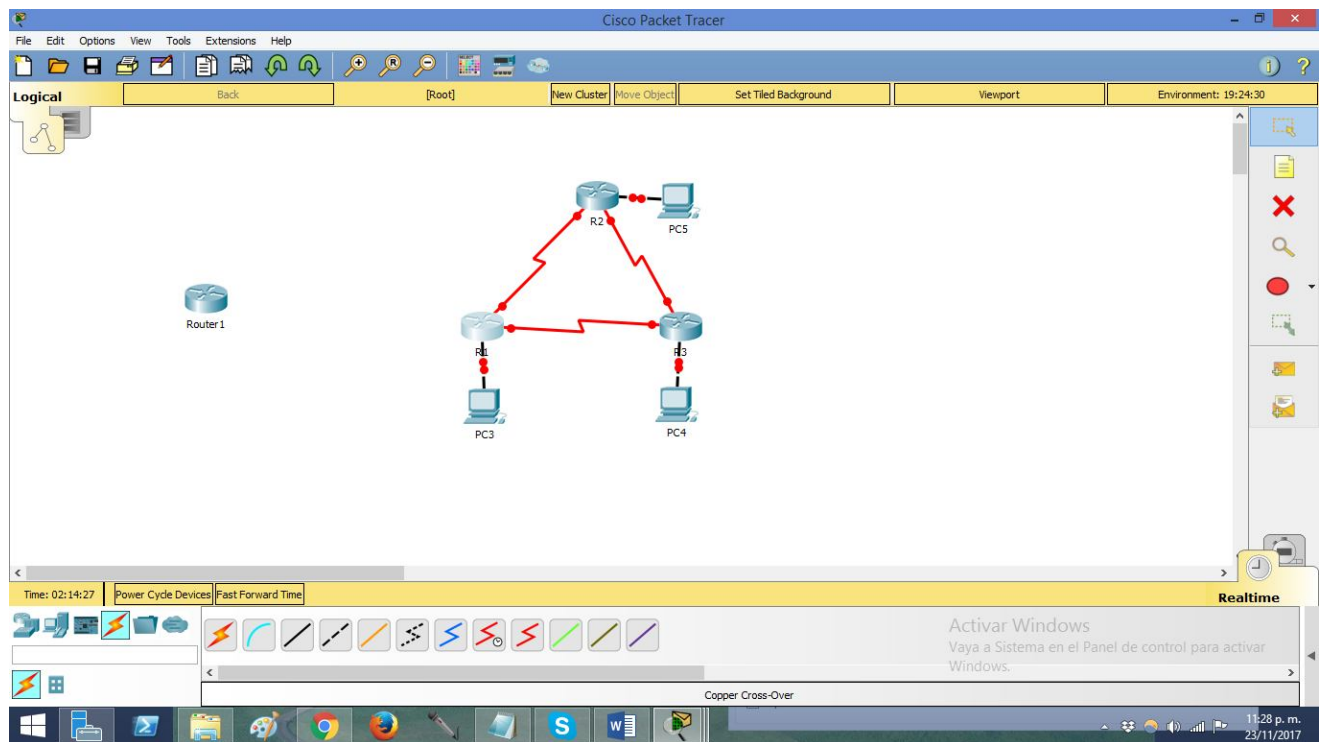 Cisco Packet Tracer
File Edit Options View Tools Extensions Help
Logical Back [Root] New Cluster Move Object Set Tiled Background Viewport Environment: 19:24:30
R2
PC5
Router1
R1
R3
PC3
PC4
Time: 02:14:27 Power Cycle Devices Fast Forward Time Realtime
Activar Windows
Vaya a Sistema en el Panel de control para activar
Windows.
Copper Cross-Over
11:28 p. m.
23/11/2017